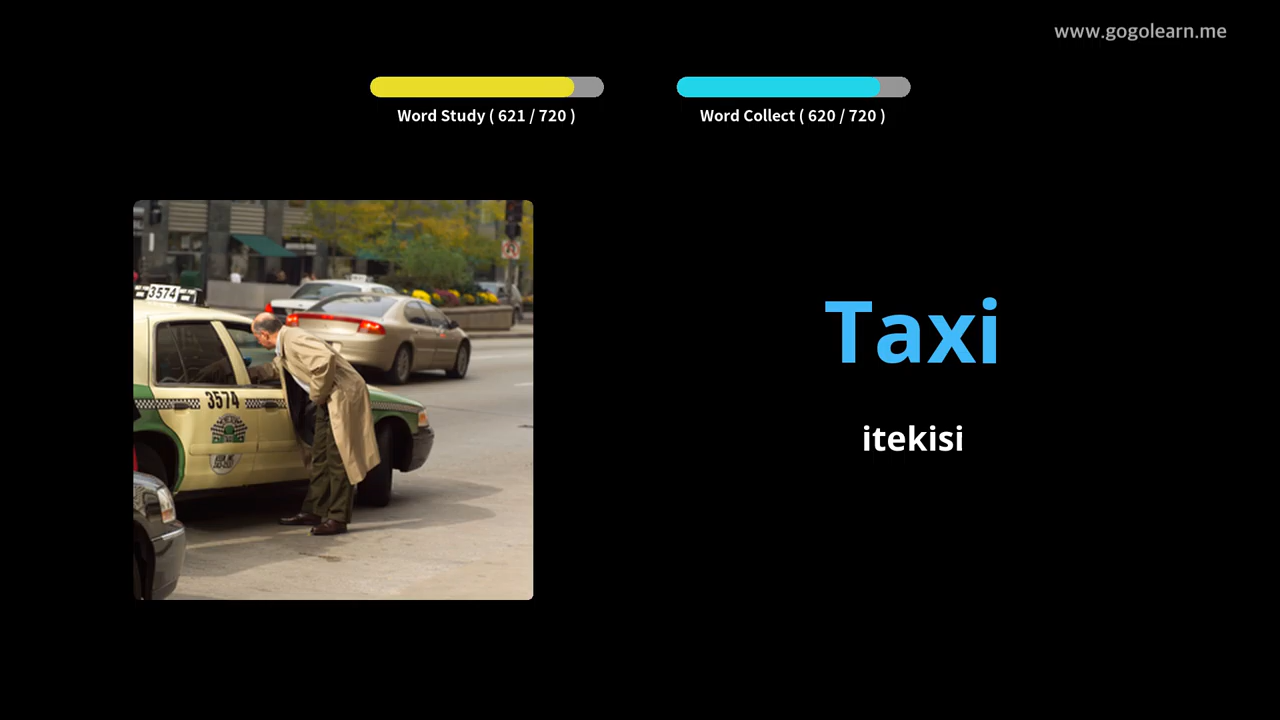 www.gogolearn.me
Word Study ( 621 / 720 )
Word Collect ( 620 / 720 )
3574
3574
Taxi
itekisi